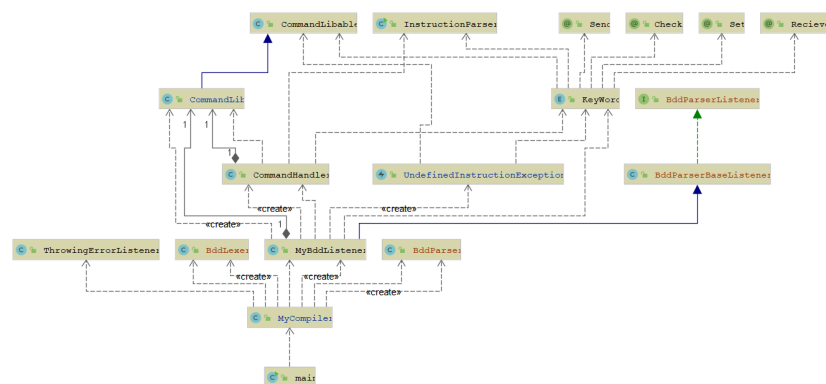 CommandLibable
InstructionParser
Send
Check
Set
Recieve
CommandLib
KeyWord
BddParserListener
1
1
1
CommandHandler
UndefinedInstructionException
BddParserBaseListener
«create»
«create»
«create»
1
ThrowingErrorListener
BddLexer
MyBddListener
BddParser
«create»
«create»
«create»
MyCompiler
main